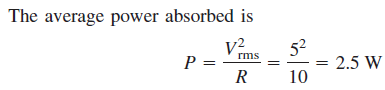 The average power absorbed is
P = V²rms / R = 5² / 10 = 2.5 W